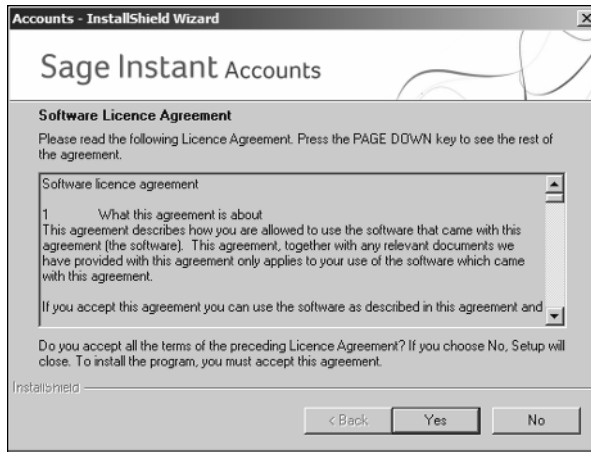 Accounts - InstallShield Wizard
Sage Instant Accounts
Software Licence Agreement
Please read the following Licence Agreement. Press the PAGE DOWN key to see the rest of
the agreement.
Software licence agreement
1 What this agreement is about
This agreement describes how you are allowed to use the software that came with this
agreement (the software). This agreement, together with any relevant documents we
have provided with this agreement only applies to your use of the software which came
with this agreement.
If you accept this agreement you can use the software as described in this agreement and
Do you accept all the terms of the preceding Licence Agreement? If you choose No, Setup will
close. To install the program, you must accept this agreement.
InstallShield
< Back Yes No